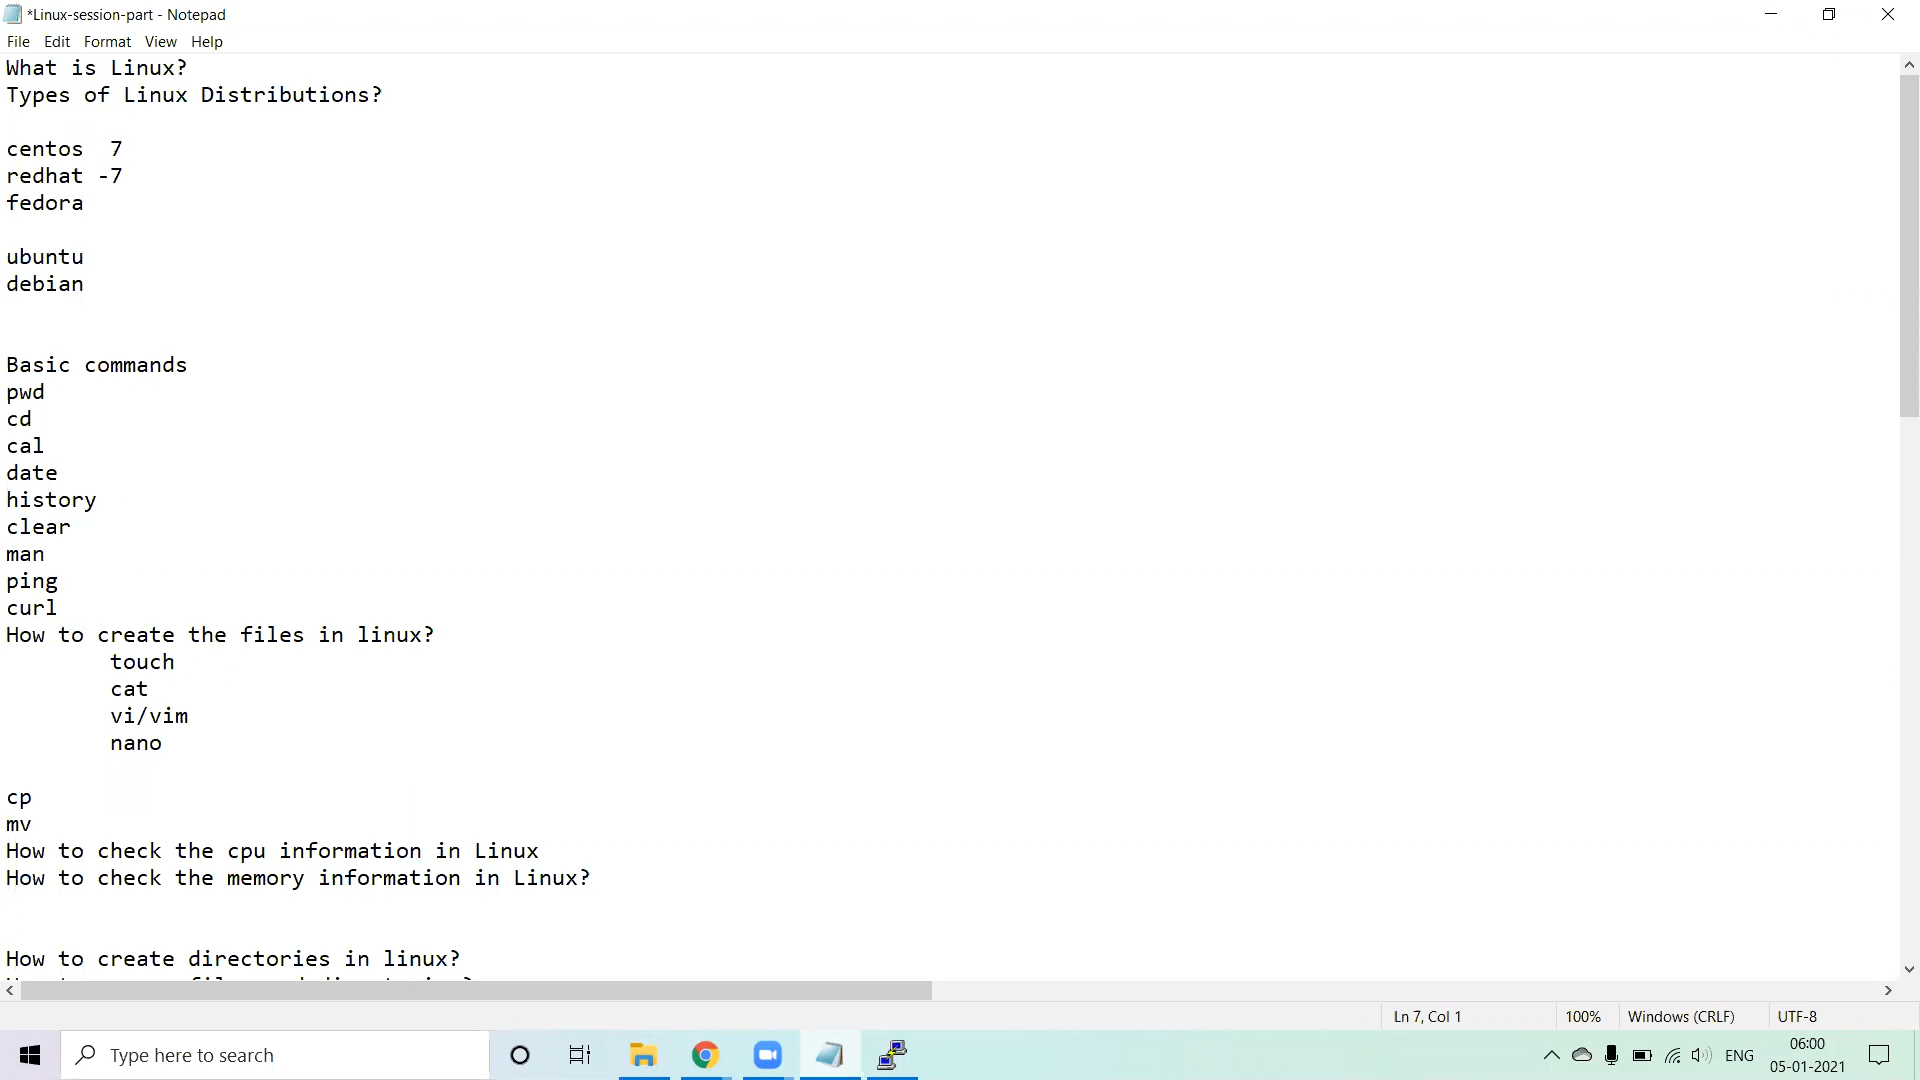 *Linux-session-part - Notepad
File Edit Format View Help
What is Linux?
Types of Linux Distributions?
centos  7
redhat -7
fedora
ubuntu
debian
Basic commands
pwd
cd
cal
date
history
clear
man
ping
curl
How to create the files in linux?
touch
cat
vi/vim
nano
cp
mv
How to check the cpu information in Linux
How to check the memory information in Linux?
How to create directories in linux?
Ln 7, Col 1 100% Windows (CRLF) UTF-8
Type here to search
ENG
06:00
05-01-2021